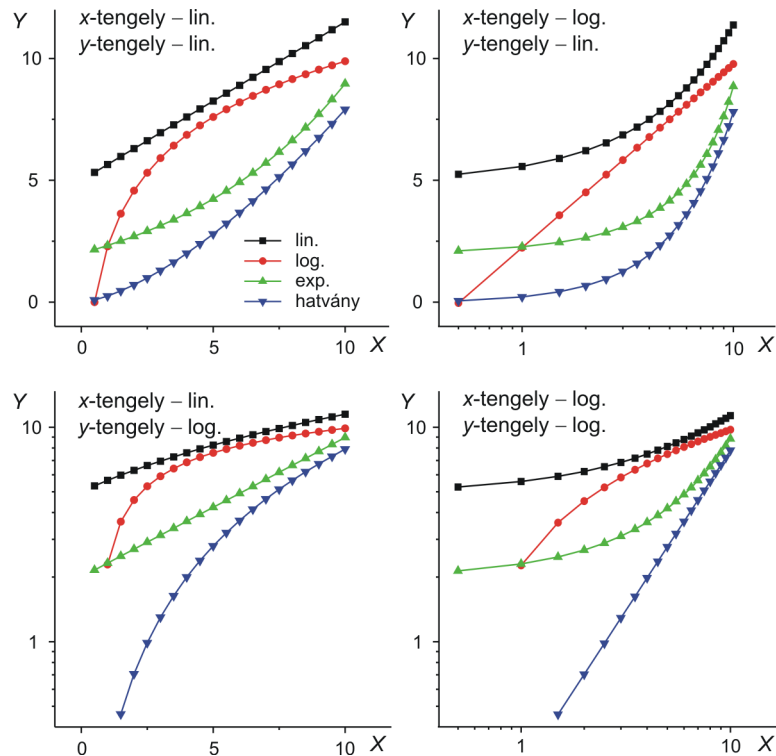 Y
x-tengely – lin.
y-tengely – lin.
10
5
0
lin.
log.
exp.
hatvány
0 5 10 X
Y
x-tengely – log.
y-tengely – lin.
10
5
0
1 10 X
Y
x-tengely – lin.
y-tengely – log.
10
1
0 5 10 X
Y
x-tengely – log.
y-tengely – log.
10
1
1 10 X